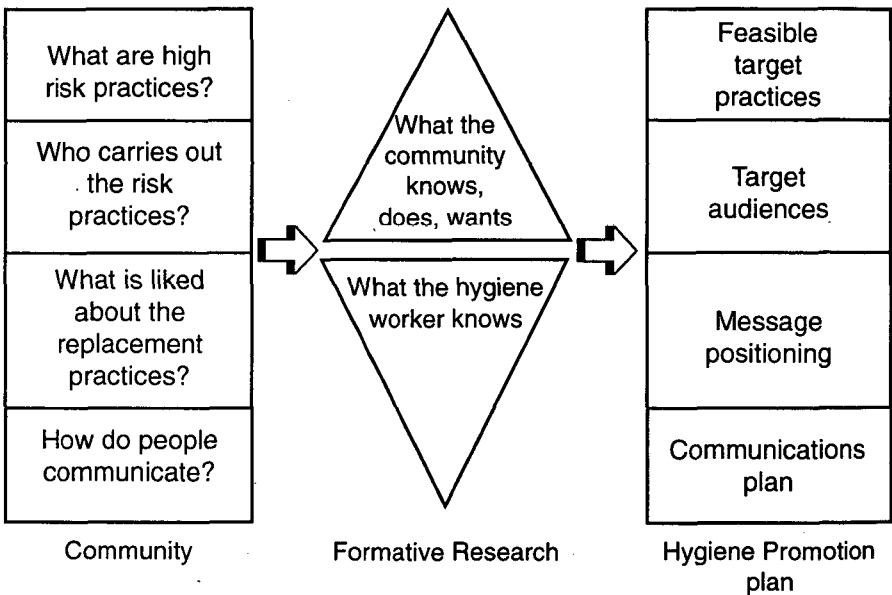 What are high
risk practices?
Who carries out
the risk
practices?
What is liked
about the
replacement
practices?
How do people
communicate?
Community
What the
community
knows,
does, wants
What the hygiene
worker knows
Formative Research
Feasible
target
practices
Target
audiences
Message
positioning
Communications
plan
Hygiene Promotion
plan